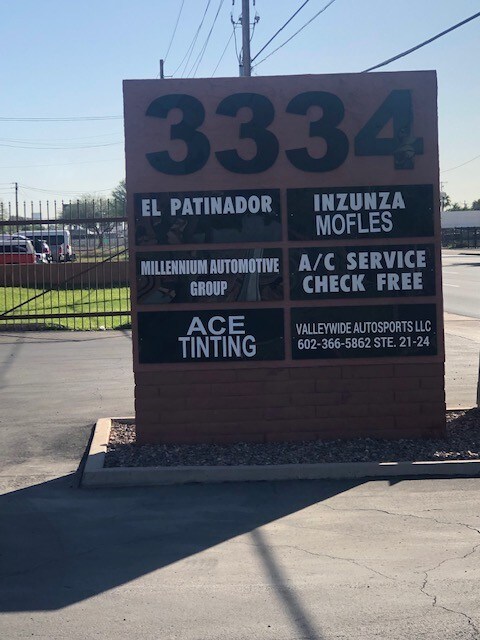 3334
EL PATINADOR
INZUNZA
MOFLES
MILLENNIUM AUTOMOTIVE
GROUP
A/C SERVICE
CHECK FREE
ACE
TINTING
VALLEYWIDE AUTOSPORTS LLC
602-366-5862 STE. 21-24